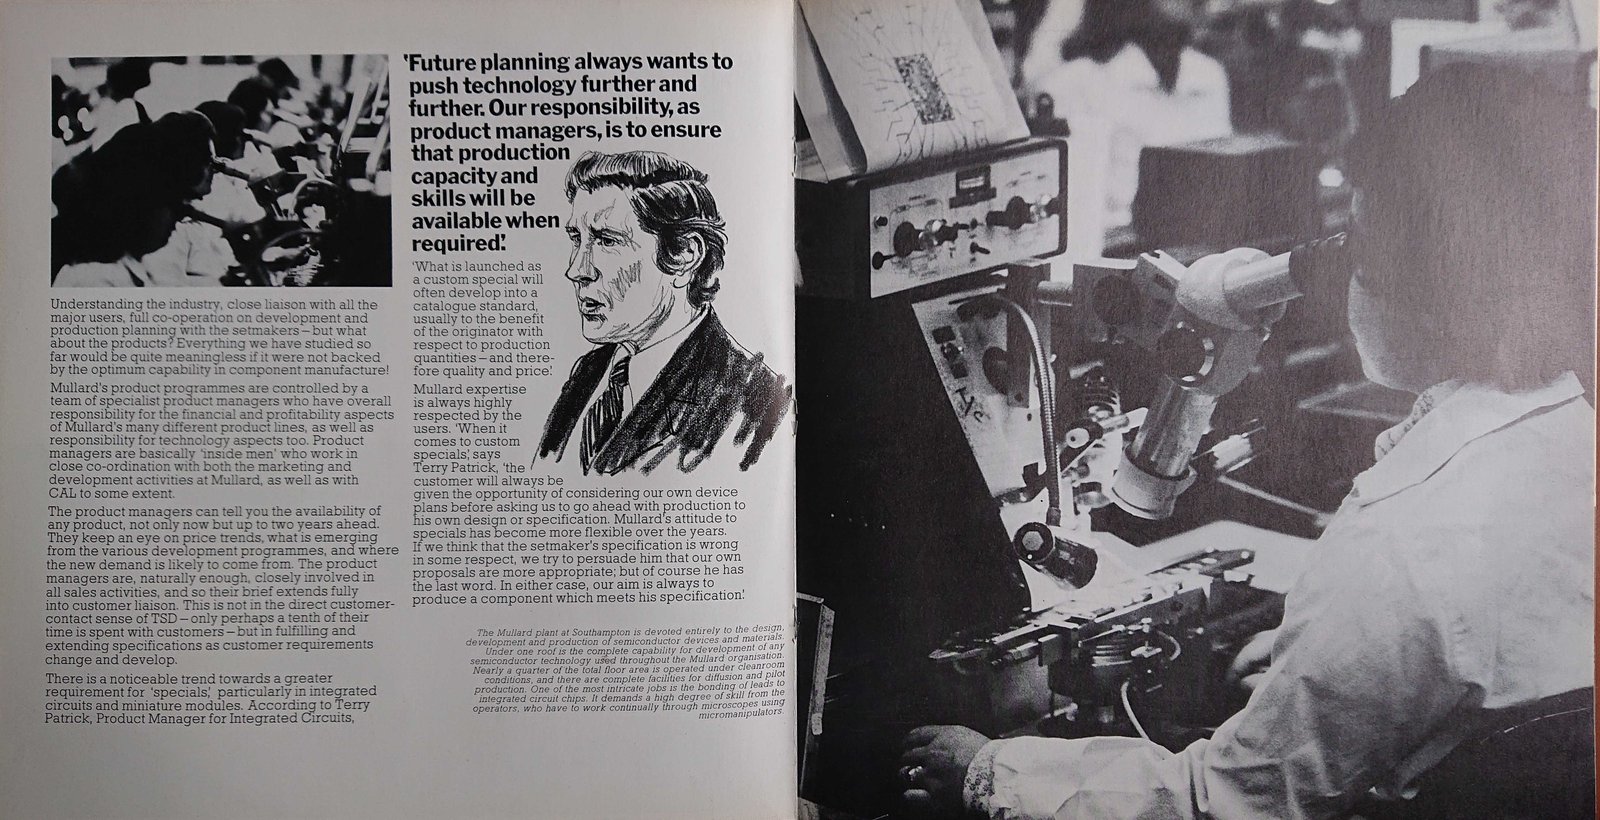 Understanding the industry, close liaison with all the
major users, full co-operation on development and
production planning with the setmakers – but what
about the products? Everything we have studied so
far would be quite meaningless if it were not backed
by the optimum capability in component manufacture!
Mullard's product programmes are controlled by a
team of specialist product managers who have overall
responsibility for the financial and profitability aspects
of Mullard's many different product lines, as well as
responsibility for technology aspects too. Product
managers are basically 'inside men' who work in
close co-ordination with both the marketing and
development activities at Mullard, as well as with
CAL to some extent.
The product managers can tell you the availability of
any product, not only now but up to two years ahead.
They keep an eye on price trends, what is emerging
from the various development programmes, and where
the new demand is likely to come from. The product
managers are, naturally enough, closely involved in
all sales activities, and so their brief extends fully
into customer liaison. This is not in the direct customer-
contact sense of TSD – only perhaps a tenth of their
time is spent with customers – but in fulfilling and
extending specifications as customer requirements
change and develop.
There is a noticeable trend towards a greater
requirement for 'specials', particularly in integrated
circuits and miniature modules. According to Terry
Patrick, Product Manager for Integrated Circuits,
'Future planning always wants to
push technology further and
further. Our responsibility, as
product managers, is to ensure
that production
capacity and
skills will be
available when
required.'
'What is launched as
a custom special will
often develop into a
catalogue standard,
usually to the benefit
of the originator with
respect to production
quantities – and there-
fore quality and price.'
Mullard expertise
is always highly
respected by the
users. 'When it
comes to custom
specials,' says
Terry Patrick, 'the
customer will always be
given the opportunity of considering our own device
plans before asking us to go ahead with production to
his own design or specification. Mullard's attitude to
specials has become more flexible over the years.
If we think that the setmaker's specification is wrong
in some respect, we try to persuade him that our own
proposals are more appropriate; but of course he has
the last word. In either case, our aim is always to
produce a component which meets his specification.'
The Mullard plant at Southampton is devoted entirely to the design,
development and production of semiconductor devices and materials.
Under one roof is the complete capability for development of any
semiconductor technology used throughout the Mullard organisation.
Nearly a quarter of the total floor area is operated under cleanroom
conditions, and there are complete facilities for diffusion and pilot
production. One of the most intricate jobs is the bonding of leads to
integrated circuit chips. It demands a high degree of skill from the
operators, who have to work continually through microscopes using
micromanipulators.